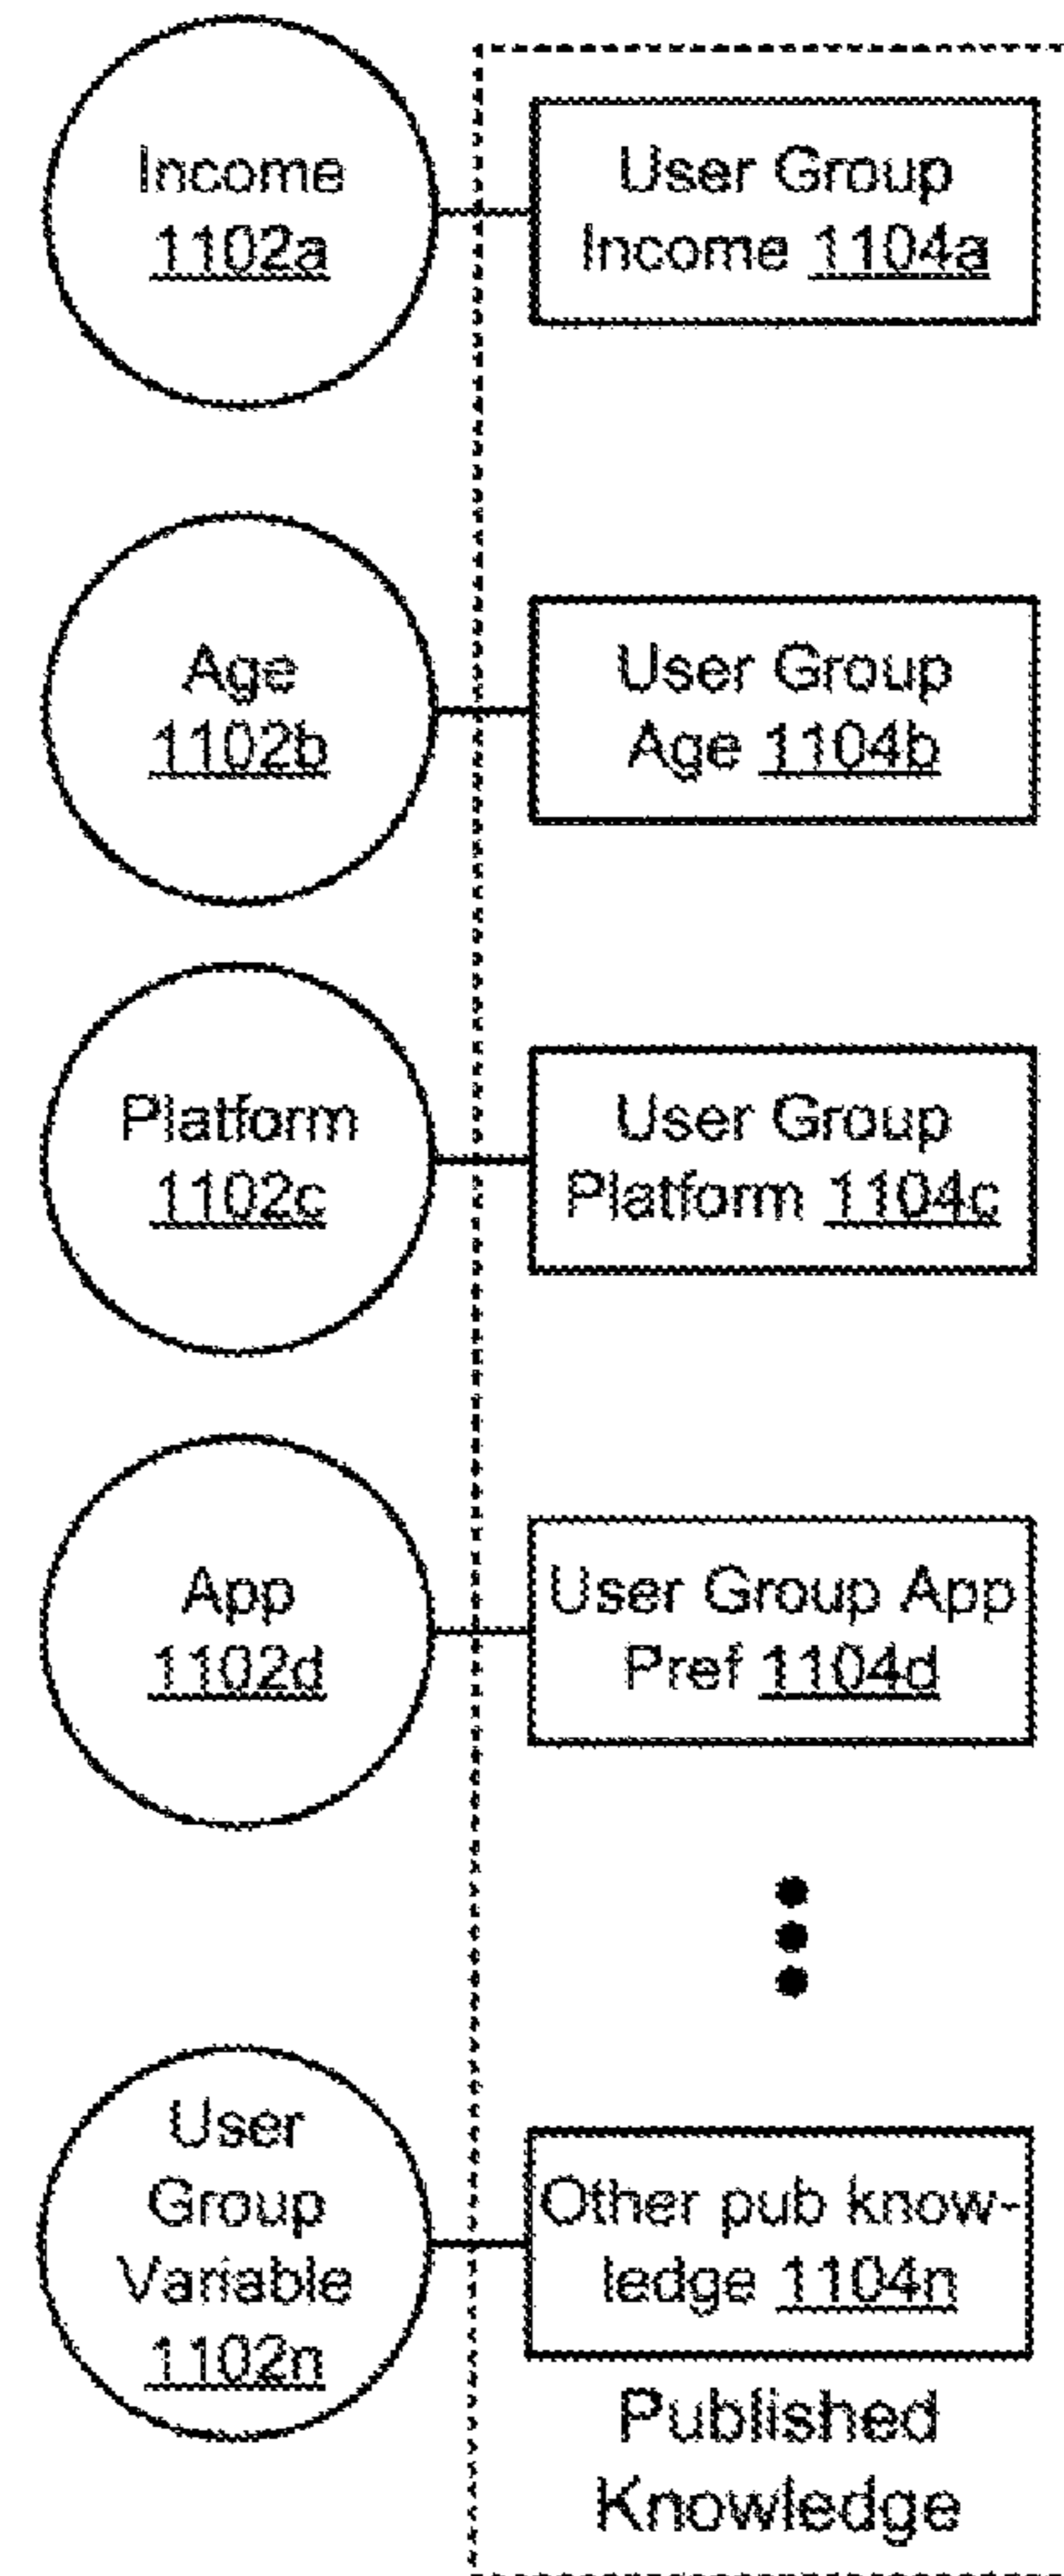 Income
1102a
User Group
Income 1104a
Age
1102b
User Group
Age 1104b
Platform
1102c
User Group
Platform 1104c
App
1102d
User Group App
Pref 1104d
User
Group
Variable
1102n
Other pub know-
ledge 1104n
Published
Knowledge